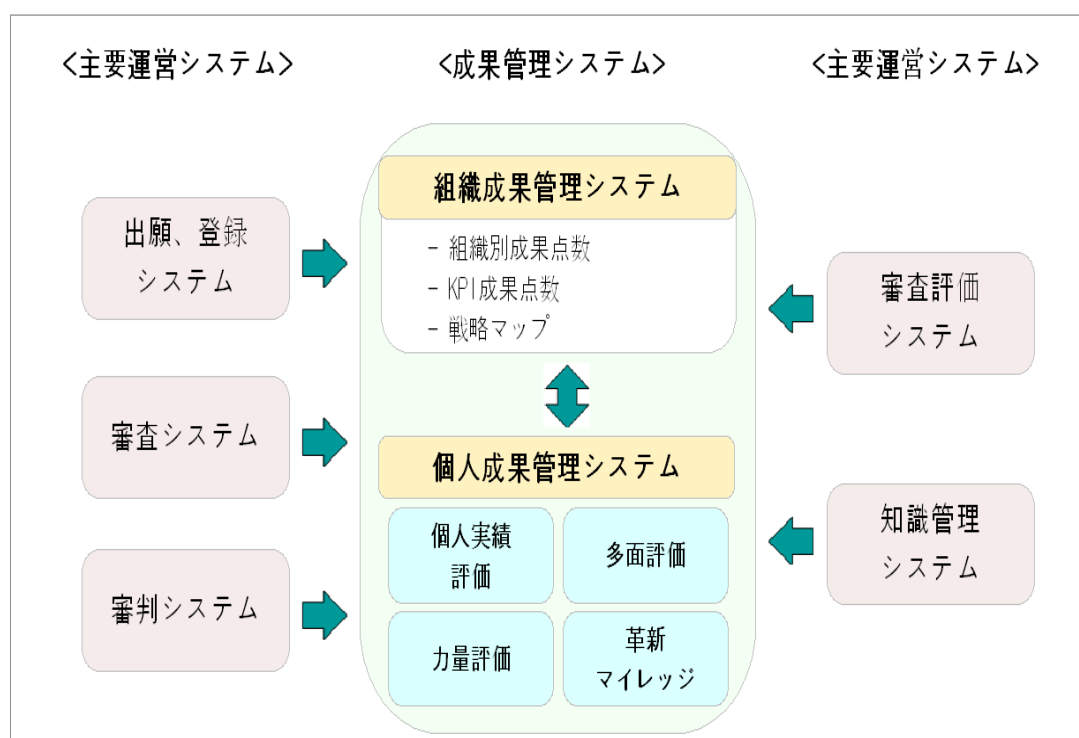 <主要運営システム>
<成果管理システム>
<主要運営システム>
出願、登録
システム
審査システム
審判システム
組織成果管理システム
- 組織別成果点数
- KPI成果点数
- 戦略マップ
個人成果管理システム
個人実績
評価
多面評価
力量評価
革新
マイレッジ
審査評価
システム
知識管理
システム